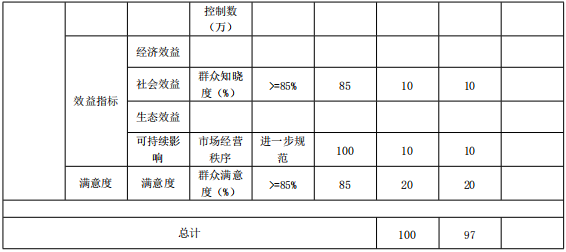 控制数
（万）
效益指标
经济效益
社会效益
群众知晓
度（%）
>=85%
85
10
10
生态效益
可持续影
响
市场经营
秩序
进一步规
范
100
10
10
满意度
满意度
群众满意
度（%）
>=85%
85
20
20
总计
100
97